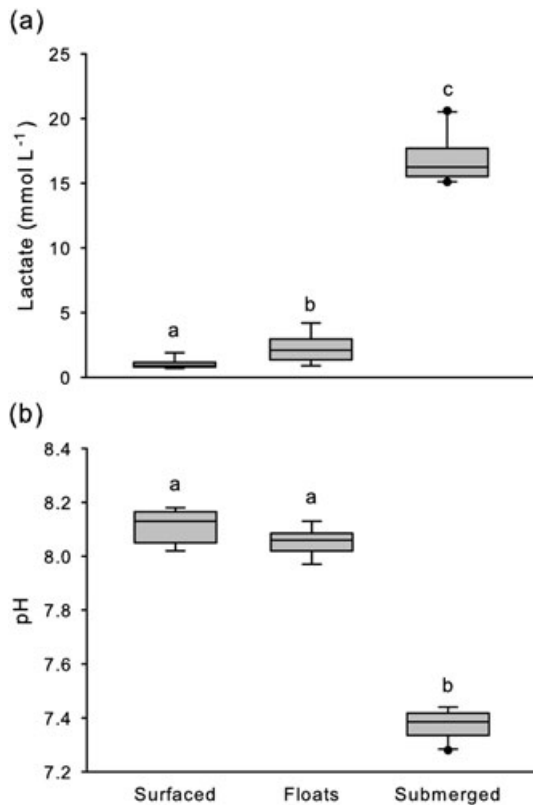 (a)
25
20
15
10
5
0
Lactate (mmol L⁻¹)
a
b
c
(b)
8.4
8.2
8.0
7.8
7.6
7.4
7.2
pH
a
a
b
Surfaced Floats Submerged